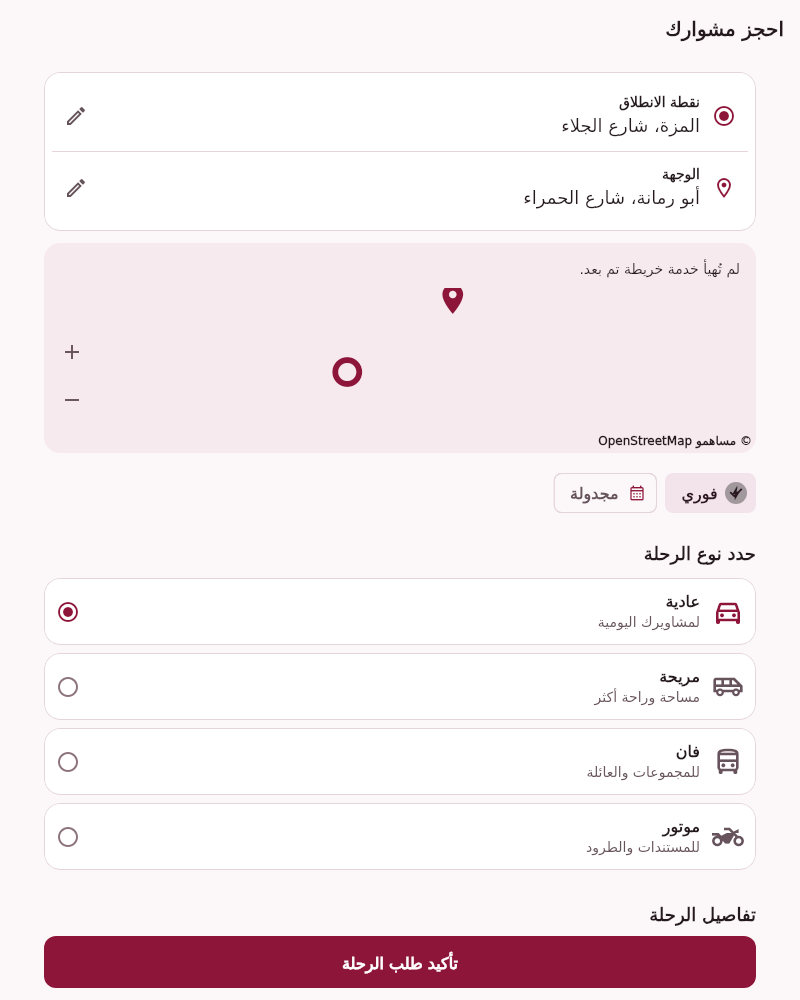 احجز مشوارك
نقطة الانطلاق
المزة، شارع الجلاء
الوجهة
أبو رمانة، شارع الحمراء
لم تُهيأ خدمة خريطة تم بعد.
© مساهمو OpenStreetMap
فوري
مجدولة
حدد نوع الرحلة
عادية
لمشاويرك اليومية
مريحة
مساحة وراحة أكثر
فان
للمجموعات والعائلة
موتور
للمستندات والطرود
تفاصيل الرحلة
تأكيد طلب الرحلة